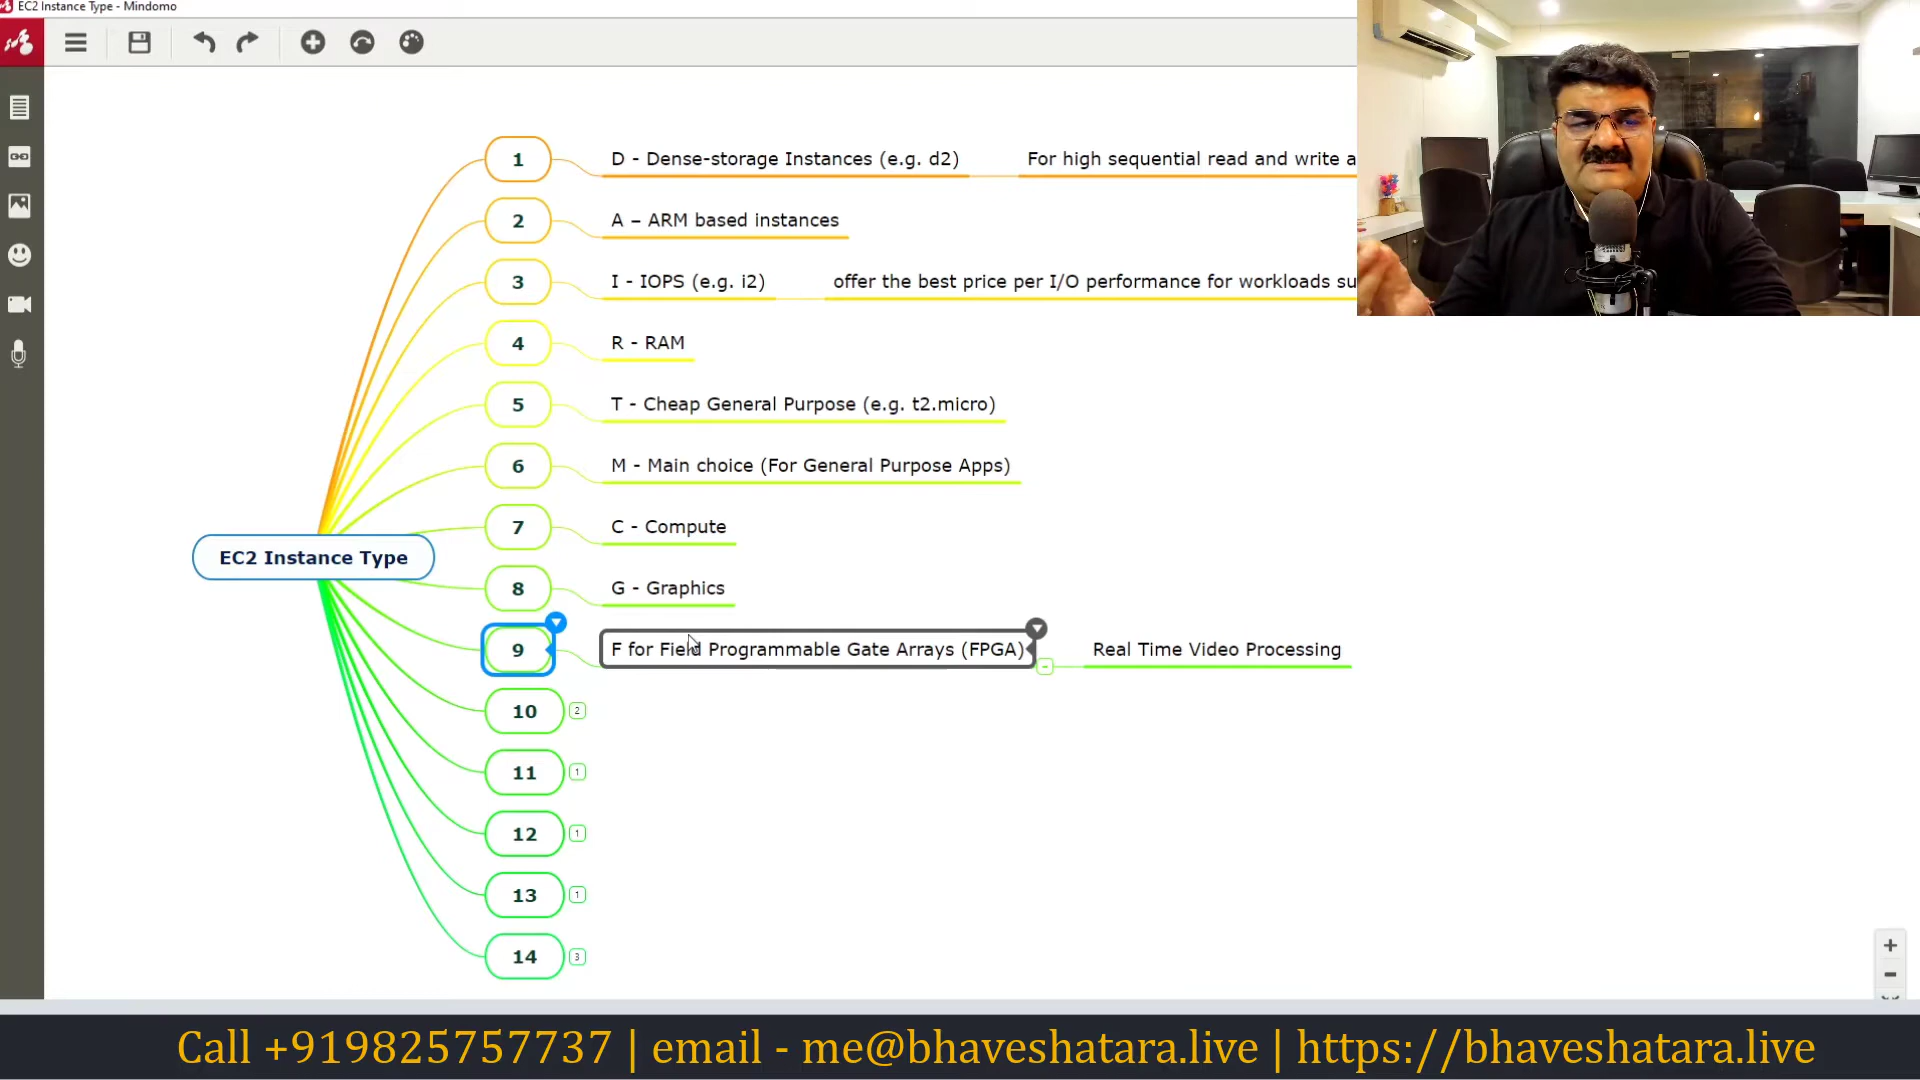 EC2 Instance Type - Mindomo
1
D - Dense-storage Instances (e.g. d2)
For high sequential read and write a
2
A – ARM based instances
3
I - IOPS (e.g. i2)
offer the best price per I/O performance for workloads su
4
R - RAM
5
T - Cheap General Purpose (e.g. t2.micro)
6
M - Main choice (For General Purpose Apps)
7
C - Compute
EC2 Instance Type
8
G - Graphics
9
F for Field Programmable Gate Arrays (FPGA)
Real Time Video Processing
10
2
11
1
12
1
13
1
14
3
Call +919825757737 | email - me@bhaveshatara.live | https://bhaveshatara.live